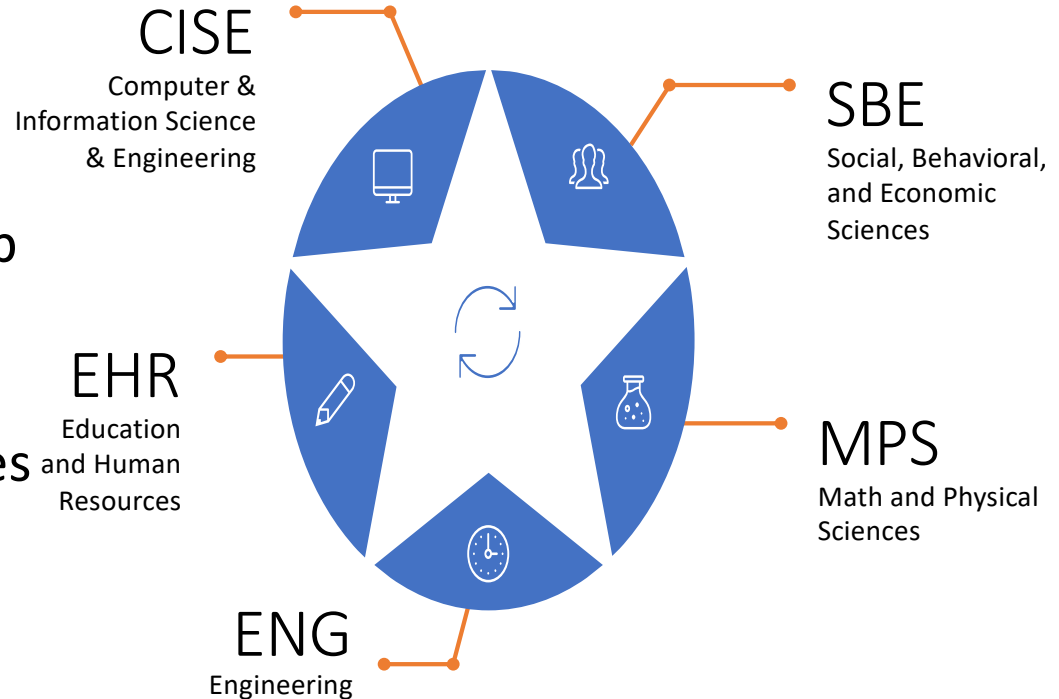 CISE
Computer &
Information Science
& Engineering
SBE
Social, Behavioral,
and Economic
Sciences
EHR
Education
and Human
Resources
es
MPS
Math and Physical
Sciences
ENG
Engineering